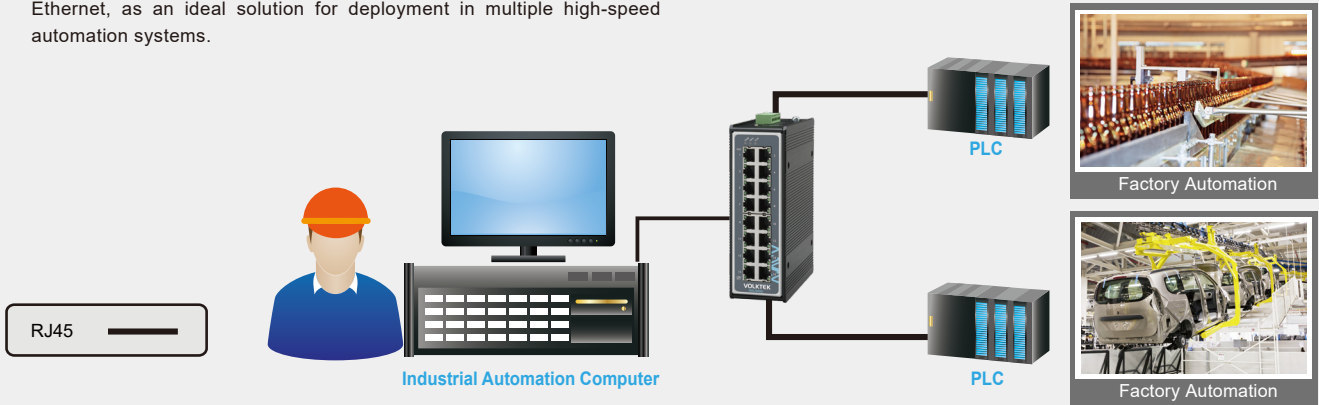 Ethernet, as an ideal solution for deployment in multiple high-speed
automation systems.
PLC
Factory Automation
VOLKTEK
RJ45
Industrial Automation Computer
PLC
Factory Automation